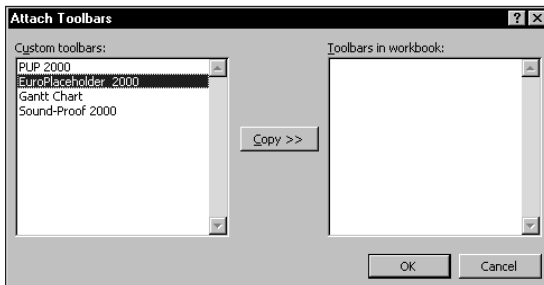 Attach Toolbars
Custom toolbars:
Toolbars in workbook:
PUP 2000
EuroPlaceholder 2000
Gantt Chart
Sound-Proof 2000
Copy >>
OK
Cancel